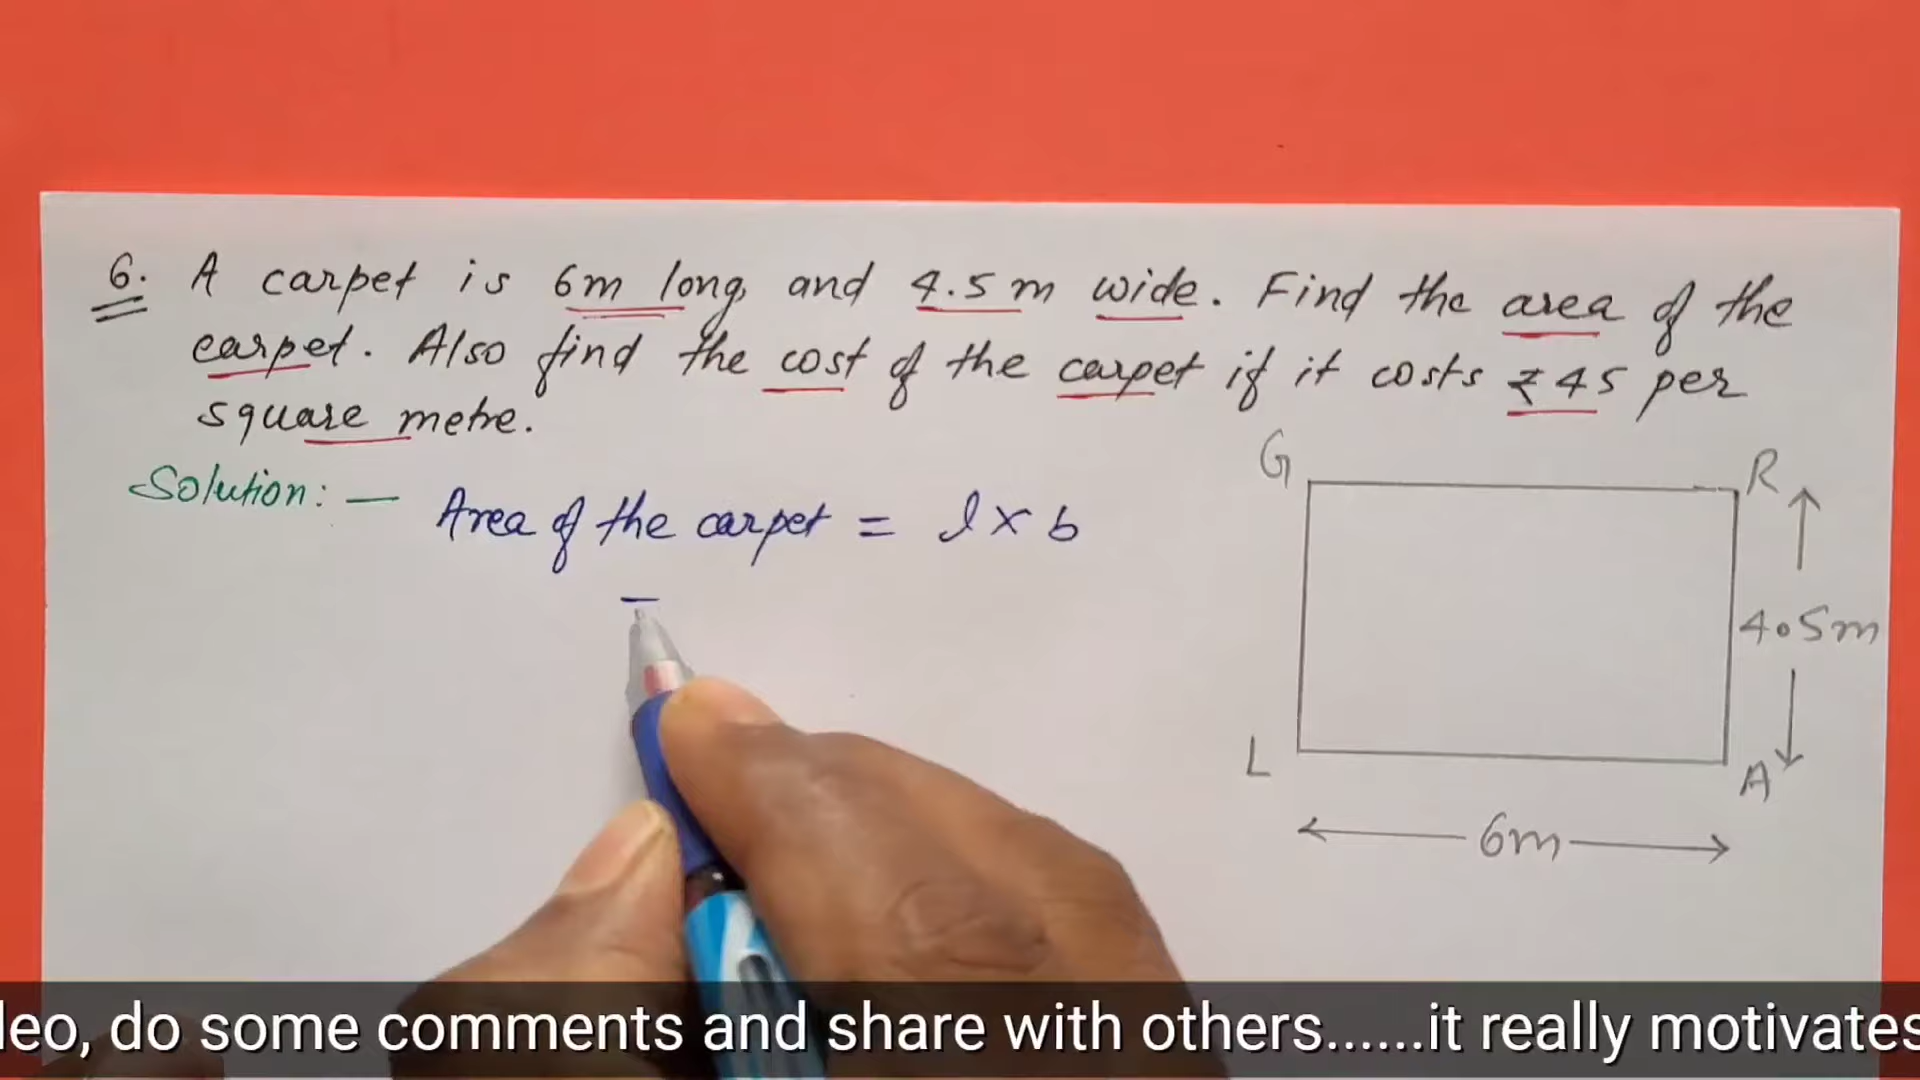 6. A carpet is 6m long and 4.5m wide. Find the area of the
carpet. Also find the cost of the carpet if it costs ₹45 per
square metre.
Solution:—
Area of the carpet = l × b
G
R
4.5m
L
A
6m
leo, do some comments and share with others......it really motivates